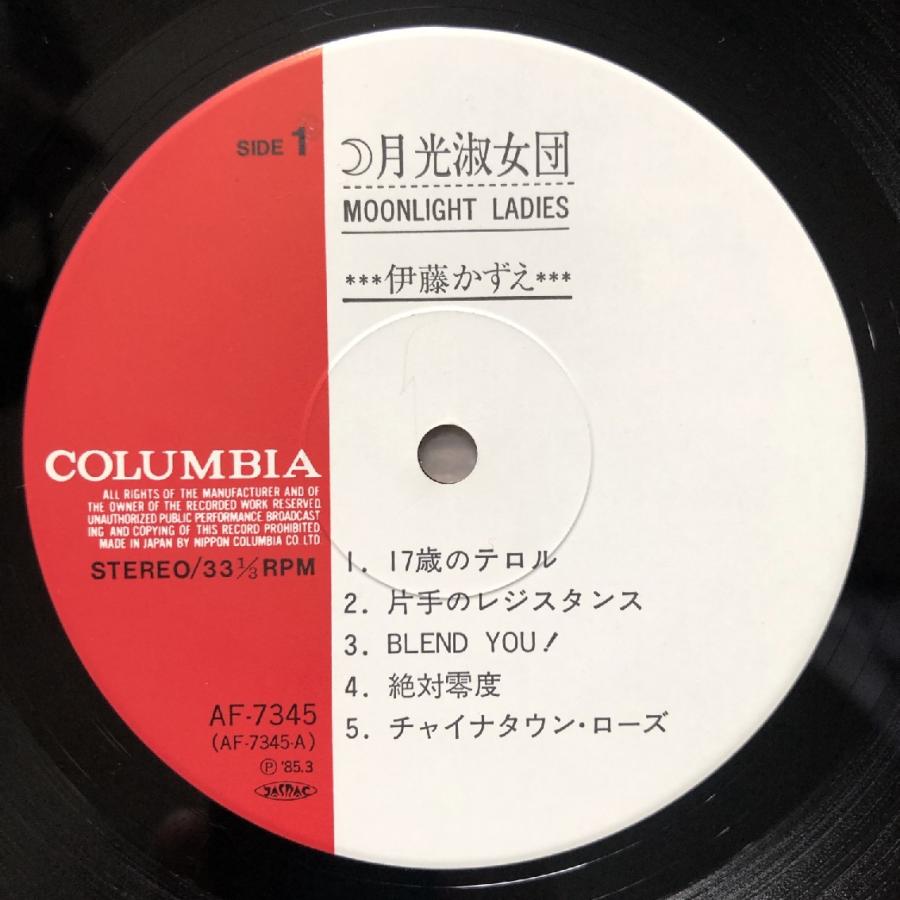 SIDE 1
☽月光淑女団
MOONLIGHT LADIES
***伊藤かずえ***
COLUMBIA
ALL RIGHTS OF THE MANUFACTURER AND OF
THE OWNER OF THE RECORDED WORK RESERVED
UNAUTHORIZED PUBLIC PERFORMANCE BROADCAST
ING AND COPYING OF THIS RECORD PROHIBITED
MADE IN JAPAN BY NIPPON COLUMBIA CO. LTD
STEREO/33 1/3 RPM
1. 17歳のテロル
2. 片手のレジスタンス
3. BLEND YOU!
4. 絶対零度
5. チャイナタウン・ローズ
AF-7345
(AF-7345-A)
Ⓟ '85.3
JASRAC